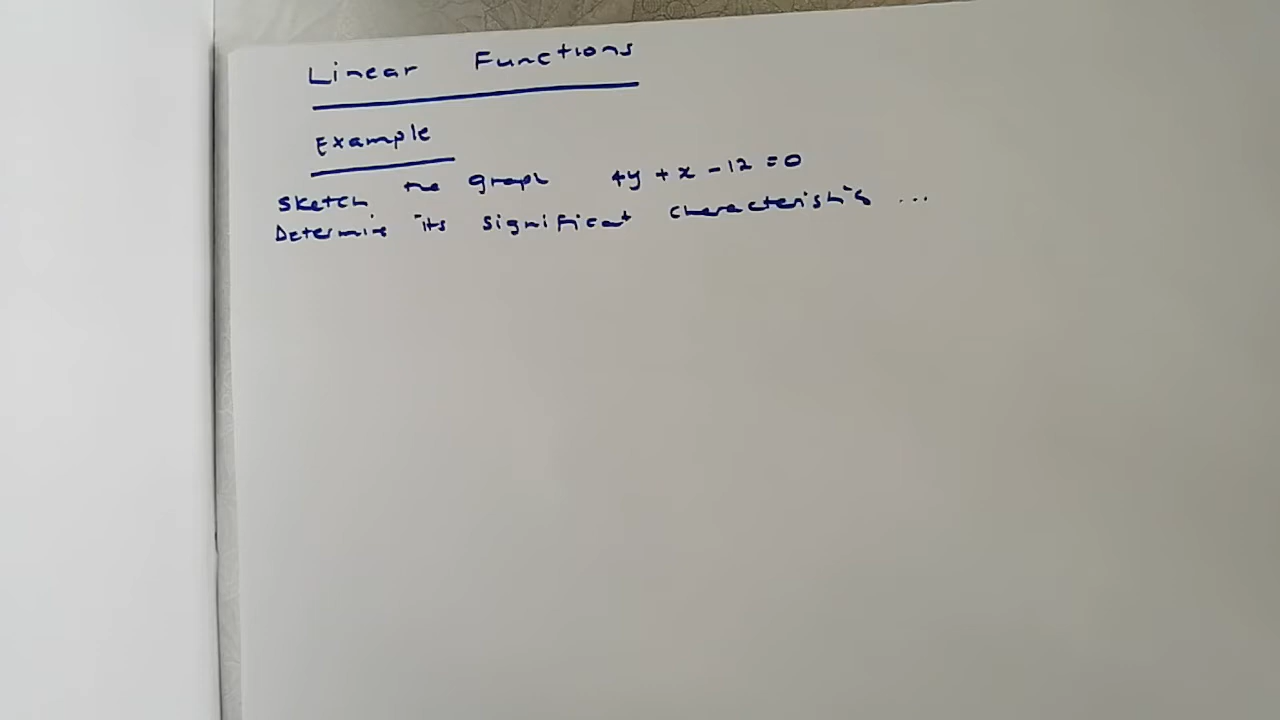 Linear Functions
Example
Sketch the graph 4y + x - 12 = 0
Determine its significant characteristics ...